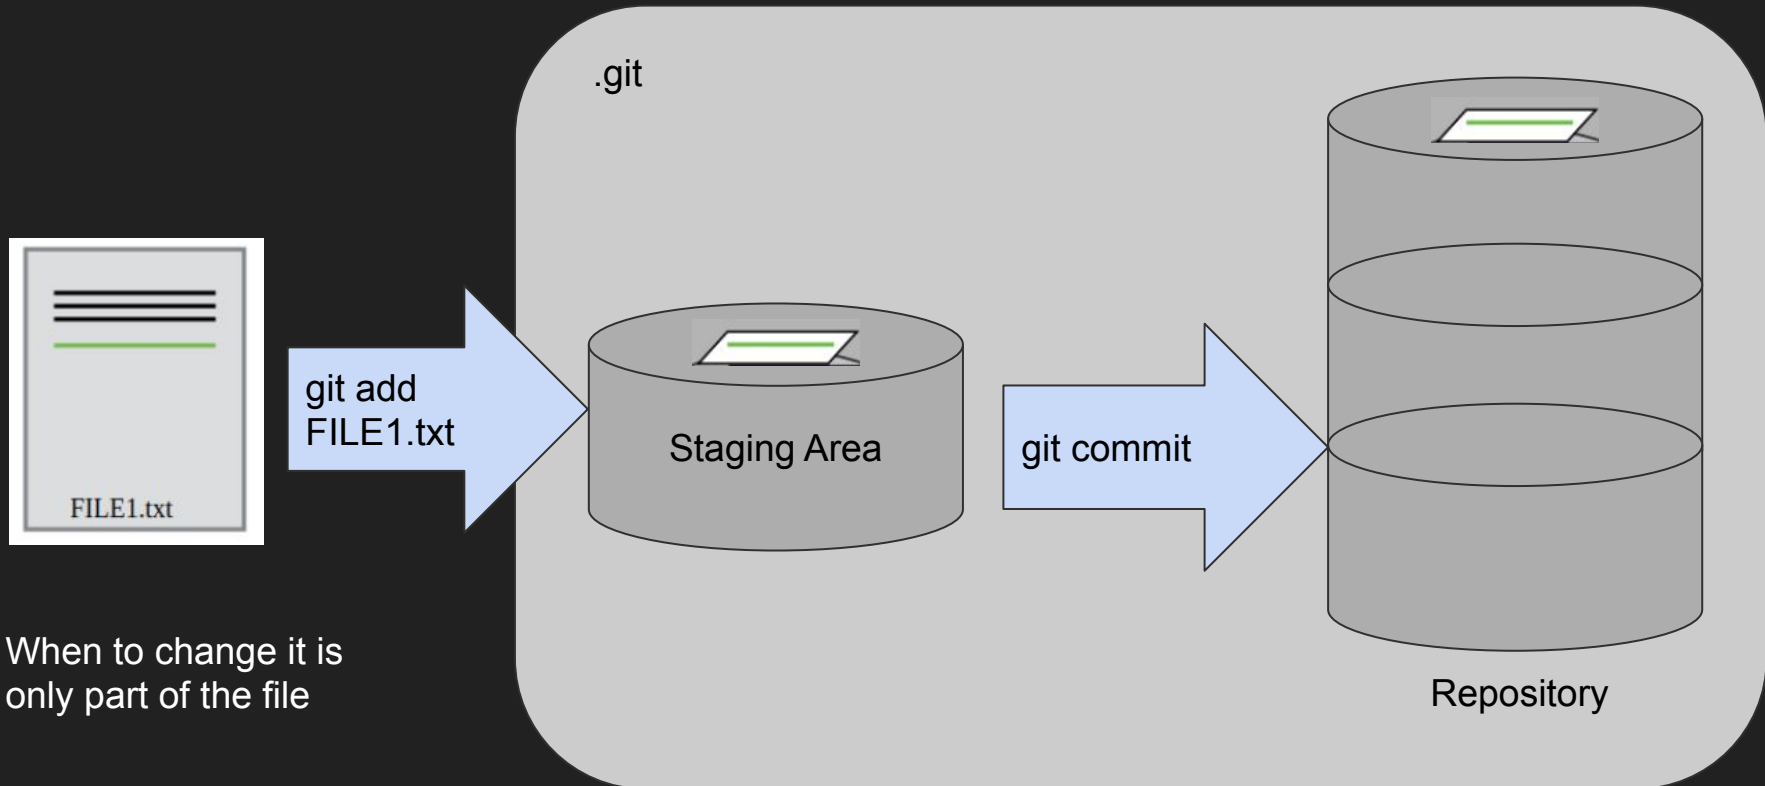 .git
FILE1.txt
git add
FILE1.txt
Staging Area
git commit
Repository
When to change it is
only part of the file